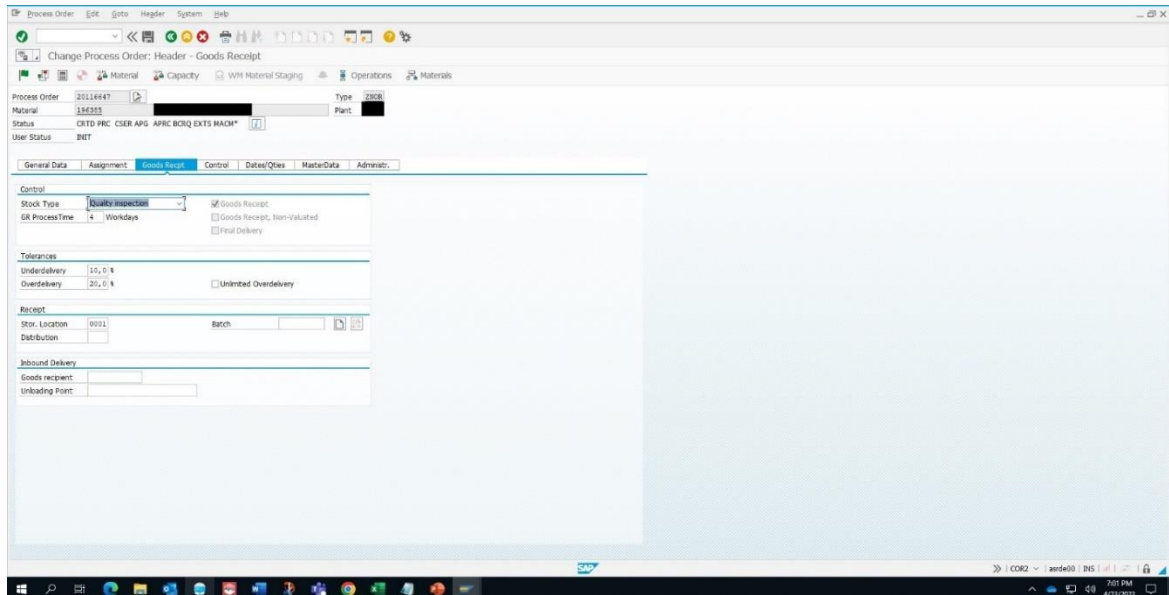 Process Order Edit Goto Header System Help
Change Process Order: Header - Goods Receipt
Material Capacity WM Material Staging Operations Materials
Process Order 20116647 Type ZNOR
Material 196385 Plant
Status CRTD PRC CSER APG APRC BCRQ EXTS MACM*
User Status INIT
General Data Assignment Goods Recpt Control Dates/Qties MasterData Administr.
Control
Stock Type Quality inspection Goods Receipt
GR ProcessTime 4 Workdays Goods Receipt, Non-Valuated
Final Delivery
Tolerances
Underdelivery 10,0 %
Overdelivery 20,0 % Unlimited Overdelivery
Receipt
Stor. Location 0001 Batch
Distribution
Inbound Delivery
Goods recipient
Unloading Point
SAP
COR2 asrde00 INS
7:01 PM